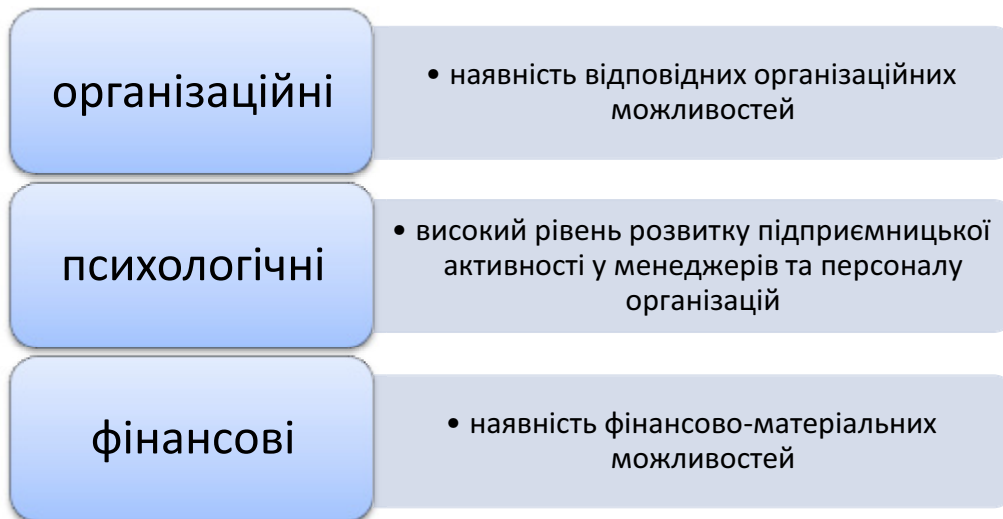 організаційні
• наявність відповідних організаційних
можливостей
психологічні
• високий рівень розвитку підприємницької
активності у менеджерів та персоналу
організацій
фінансові
• наявність фінансово-матеріальних
можливостей